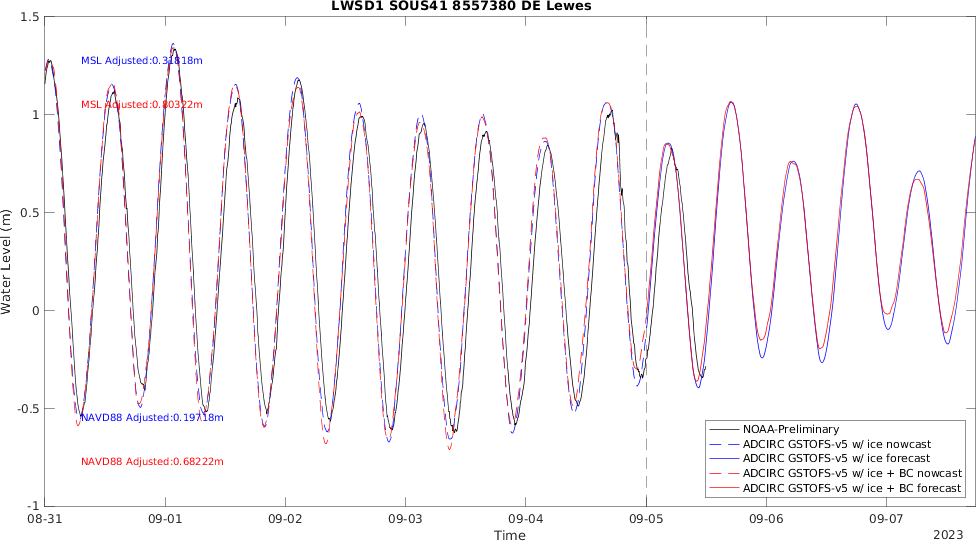 LWSD1 SOUS41 8557380 DE Lewes
1.5
1
0.5
0
-0.5
-1
Water Level (m)
MSL Adjusted:0.31818m
MSL Adjusted:0.80322m
NAVD88 Adjusted:0.19718m
NAVD88 Adjusted:0.68222m
NOAA-Preliminary
ADCIRC GSTOFS-v5 w/ ice nowcast
ADCIRC GSTOFS-v5 w/ ice forecast
ADCIRC GSTOFS-v5 w/ ice + BC nowcast
ADCIRC GSTOFS-v5 w/ ice + BC forecast
08-31 09-01 09-02 09-03 09-04 09-05 09-06 09-07
Time
2023